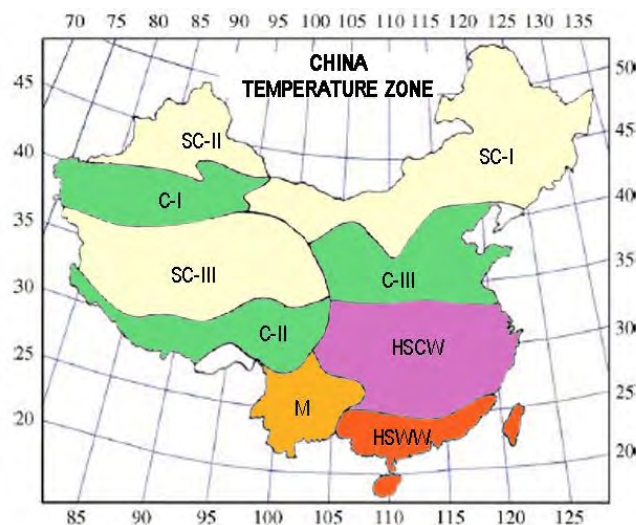 70 80 90 95 100 105 110 115 120 125 130 135
CHINA
TEMPERATURE ZONE
50
45
SC-II
SC-I
45
40
C-I
40
35
SC-III
C-III
35
30
C-II
HSCW
30
25
M
25
20
HSWW
20
85 80 90 95 100 105 110 115 120 125